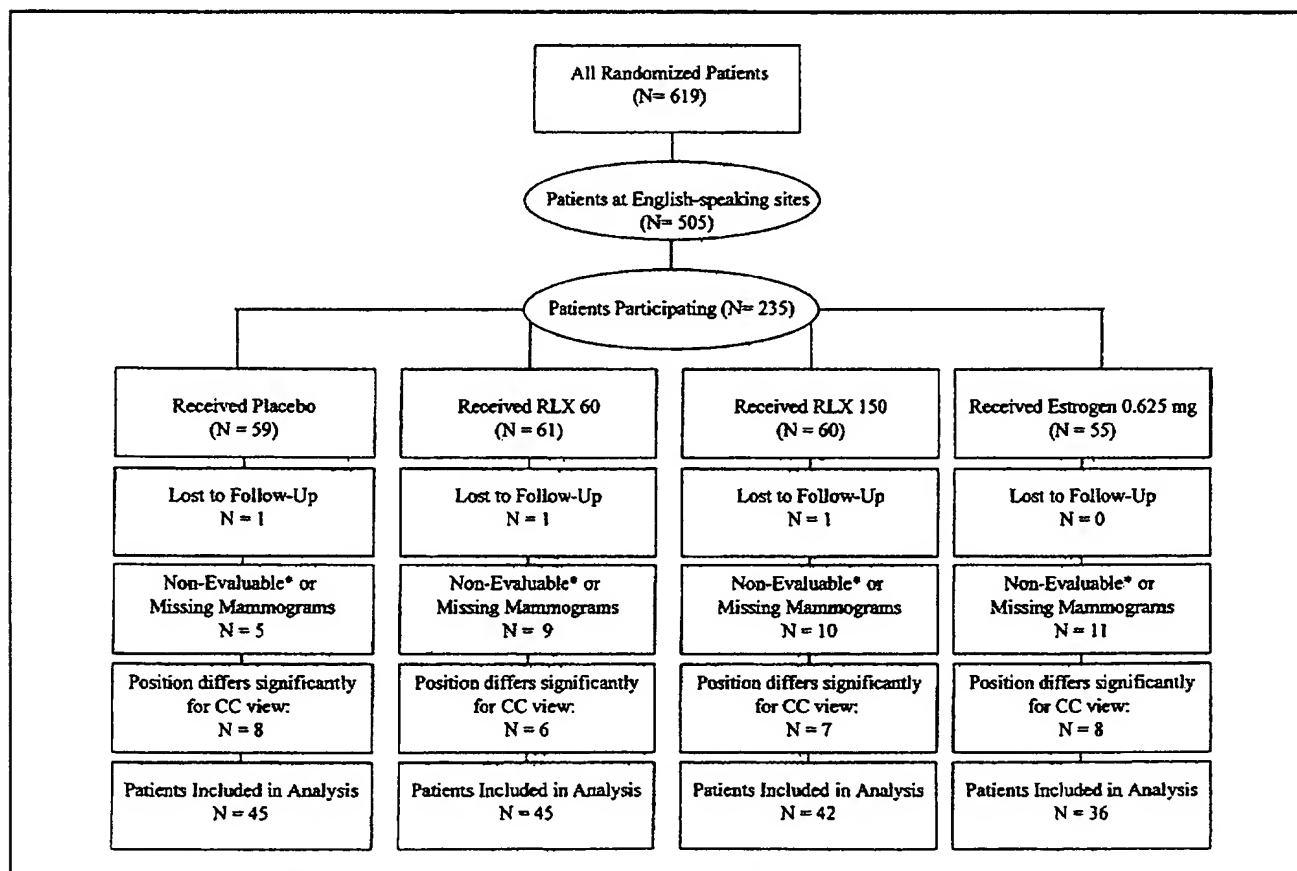 All Randomized Patients
(N= 619)
Patients at English-speaking sites
(N= 505)
Patients Participating (N= 235)
Received Placebo
(N = 59)
Received RLX 60
(N = 61)
Received RLX 150
(N = 60)
Received Estrogen 0.625 mg
(N = 55)
Lost to Follow-Up
N = 1
Lost to Follow-Up
N = 1
Lost to Follow-Up
N = 1
Lost to Follow-Up
N = 0
Non-Evaluable* or
Missing Mammograms
N = 5
Non-Evaluable* or
Missing Mammograms
N = 9
Non-Evaluable* or
Missing Mammograms
N = 10
Non-Evaluable* or
Missing Mammograms
N = 11
Position differs significantly
for CC view:
N = 8
Position differs significantly
for CC view:
N = 6
Position differs significantly
for CC view:
N = 7
Position differs significantly
for CC view:
N = 8
Patients Included in Analysis
N = 45
Patients Included in Analysis
N = 45
Patients Included in Analysis
N = 42
Patients Included in Analysis
N = 36